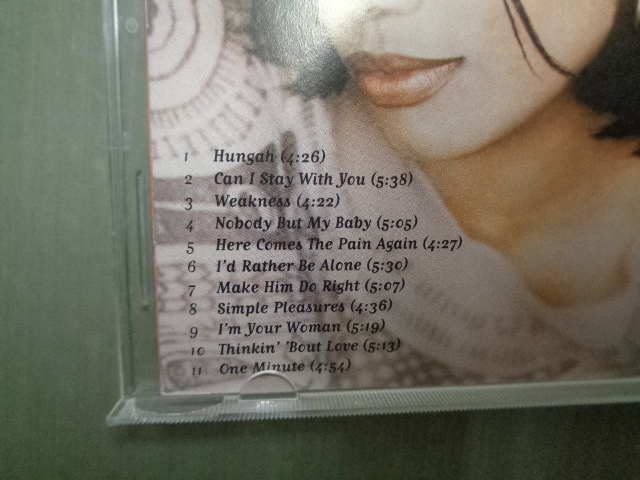 1 Hungah (4:26)
2 Can I Stay With You (5:38)
3 Weakness (4:22)
4 Nobody But My Baby (5:05)
5 Here Comes The Pain Again (4:27)
6 I'd Rather Be Alone (5:30)
7 Make Him Do Right (5:07)
8 Simple Pleasures (4:36)
9 I'm Your Woman (5:19)
10 Thinkin' 'Bout Love (5:13)
11 One Minute (4:54)